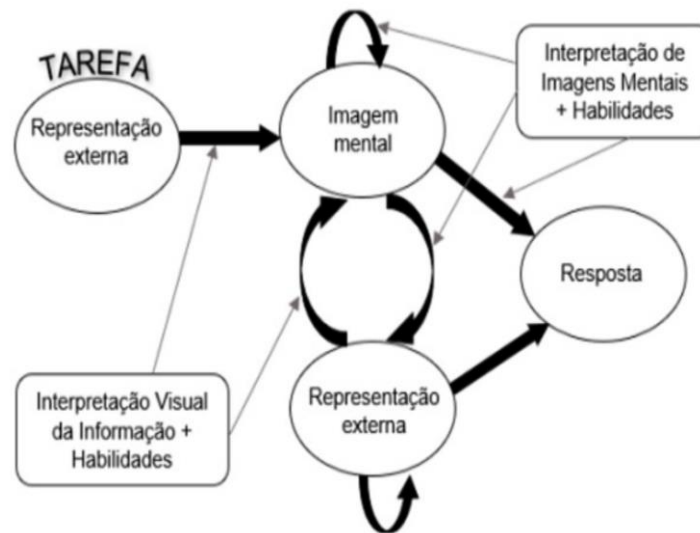 TAREFA
Representação
externa
Imagem
mental
Interpretação de
Imagens Mentais
+ Habilidades
Resposta
Interpretação Visual
da Informação +
Habilidades
Representação
externa